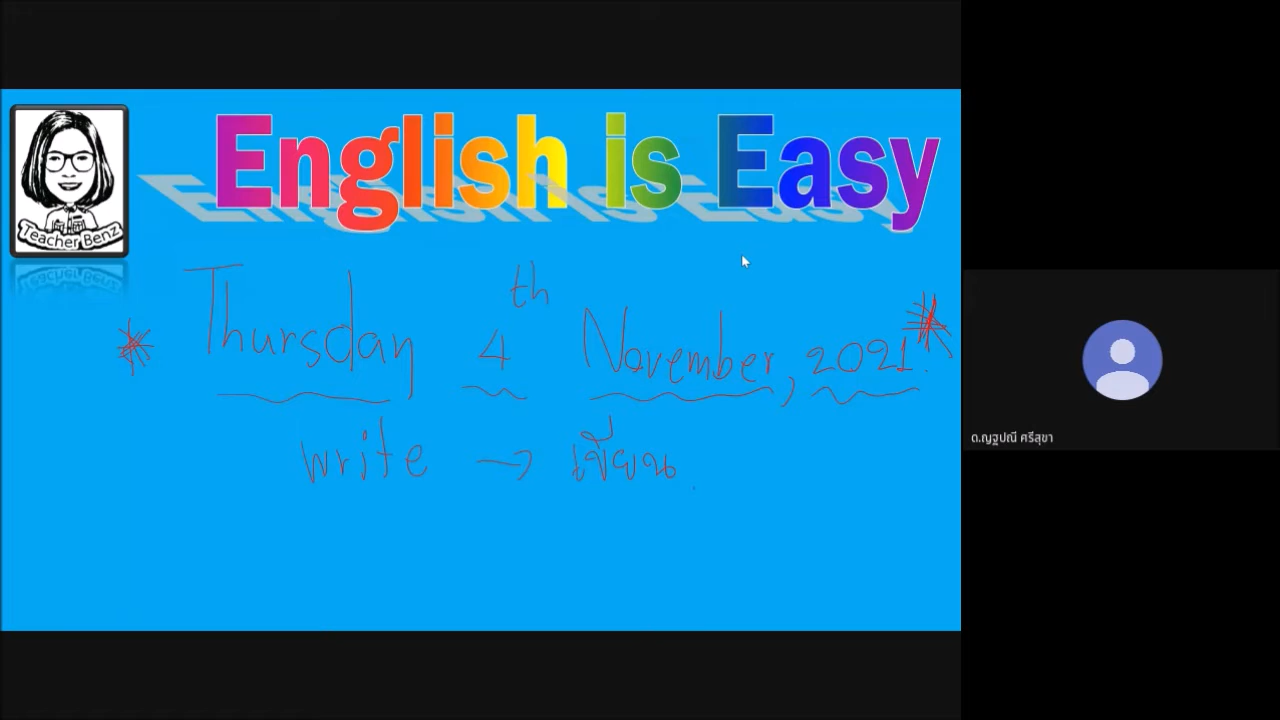 English is Easy
Teacher Benz
Thursday 4th November, 2021.
write → เขียน
ด.ญฐปณี ศรีสุขา